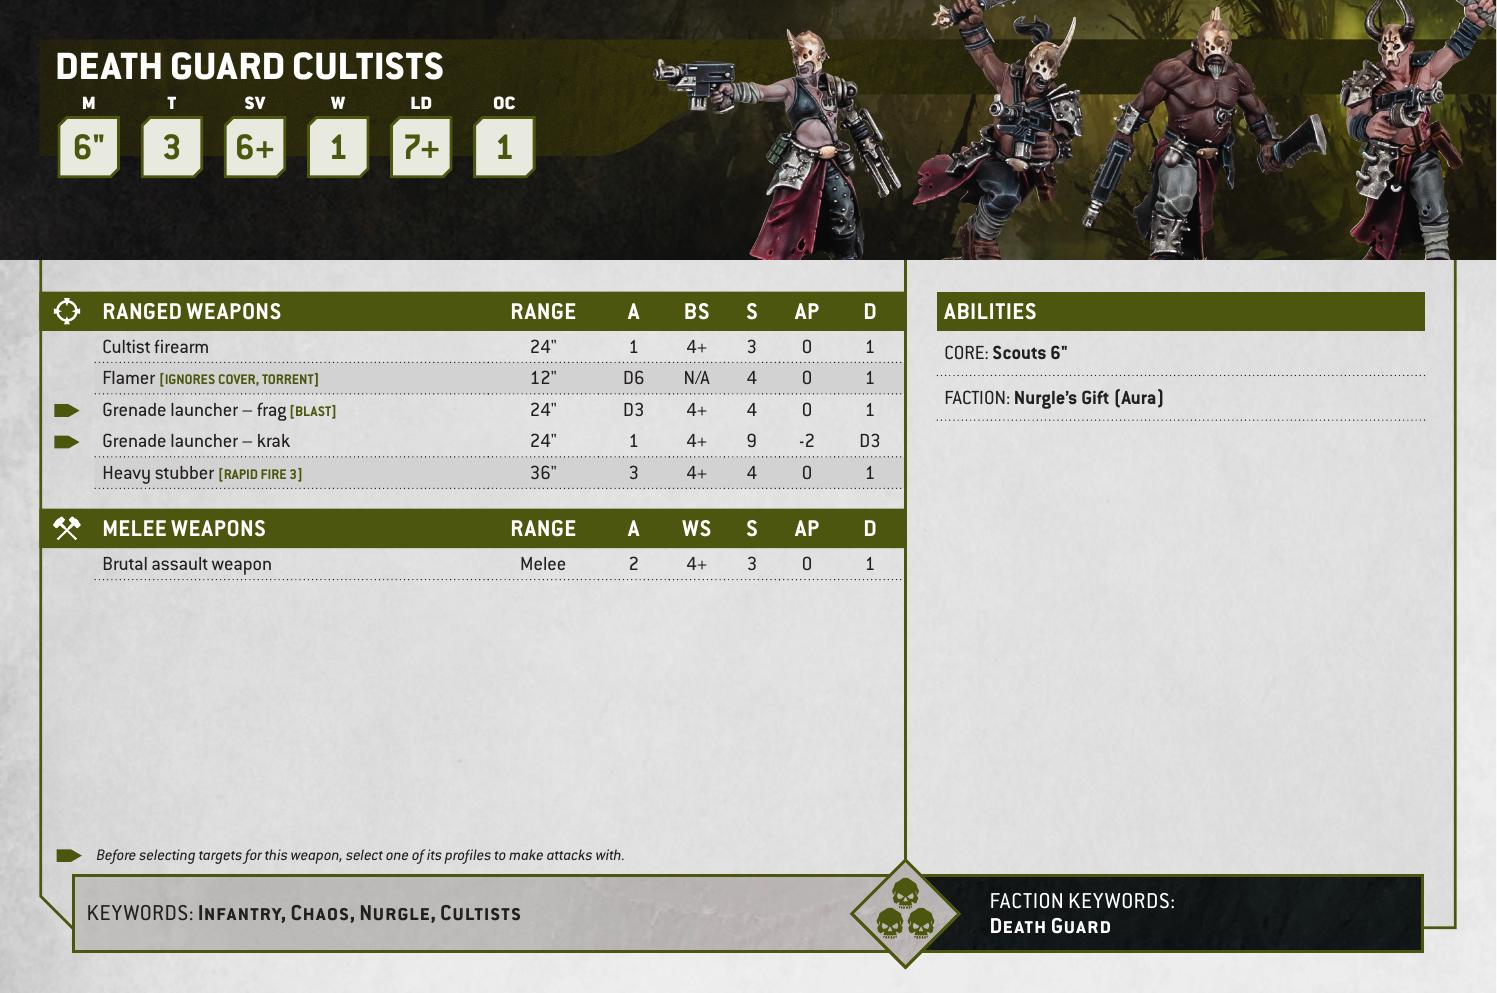 DEATH GUARD CULTISTS
M T SV W LD OC
6" 3 6+ 1 7+ 1
RANGED WEAPONS RANGE A BS S AP D
Cultist firearm 24" 1 4+ 3 0 1
Flamer [IGNORES COVER, TORRENT] 12" D6 N/A 4 0 1
Grenade launcher – frag [BLAST] 24" D3 4+ 4 0 1
Grenade launcher – krak 24" 1 4+ 9 -2 D3
Heavy stubber [RAPID FIRE 3] 36" 3 4+ 4 0 1
MELEE WEAPONS RANGE A WS S AP D
Brutal assault weapon Melee 2 4+ 3 0 1
Before selecting targets for this weapon, select one of its profiles to make attacks with.
ABILITIES
CORE: Scouts 6"
FACTION: Nurgle's Gift (Aura)
KEYWORDS: INFANTRY, CHAOS, NURGLE, CULTISTS
FACTION KEYWORDS:
DEATH GUARD